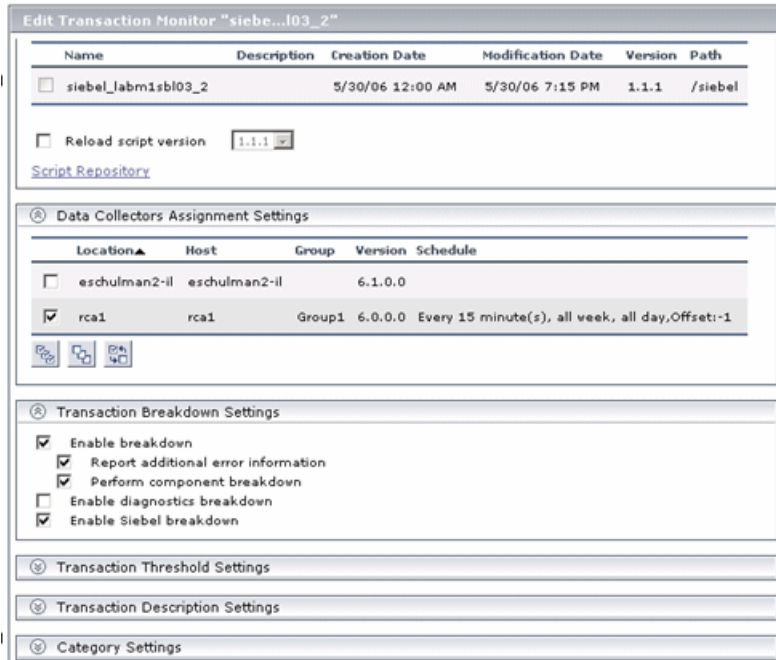 Edit Transaction Monitor "siebe...l03_2"
Name Description Creation Date Modification Date Version Path
siebel_labm1sbl03_2 5/30/06 12:00 AM 5/30/06 7:15 PM 1.1.1 /siebel
Reload script version 1.1.1
Script Repository
Data Collectors Assignment Settings
Location Host Group Version Schedule
eschulman2-il eschulman2-il 6.1.0.0
rca1 rca1 Group1 6.0.0.0 Every 15 minute(s), all week, all day,Offset:-1
Transaction Breakdown Settings
Enable breakdown
Report additional error information
Perform component breakdown
Enable diagnostics breakdown
Enable Siebel breakdown
Transaction Threshold Settings
Transaction Description Settings
Category Settings